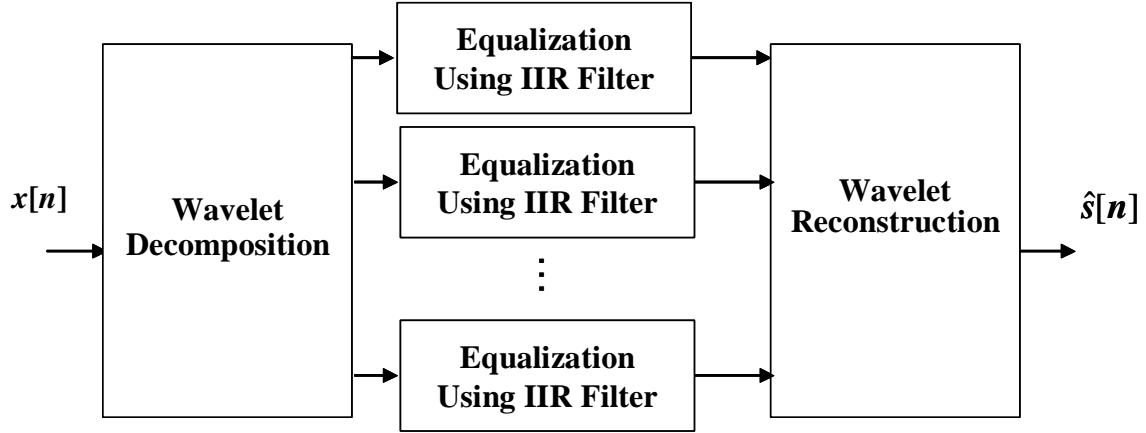 x[n]
Wavelet
Decomposition
Equalization
Using IIR Filter
Equalization
Using IIR Filter
⋮
Equalization
Using IIR Filter
Wavelet
Reconstruction
ŝ[n]